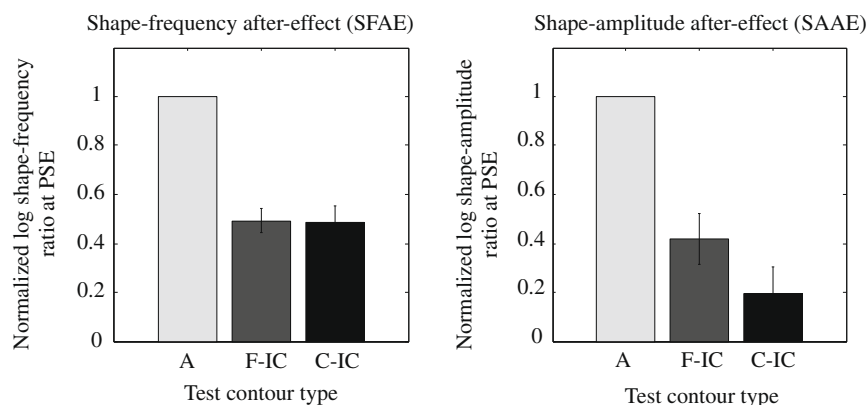 Shape-frequency after-effect (SFAE)
Normalized log shape-frequency
ratio at PSE
1
0.8
0.6
0.4
0.2
0
A F-IC C-IC
Test contour type
Shape-amplitude after-effect (SAAE)
Normalized log shape-amplitude
ratio at PSE
1
0.8
0.6
0.4
0.2
0
A F-IC C-IC
Test contour type